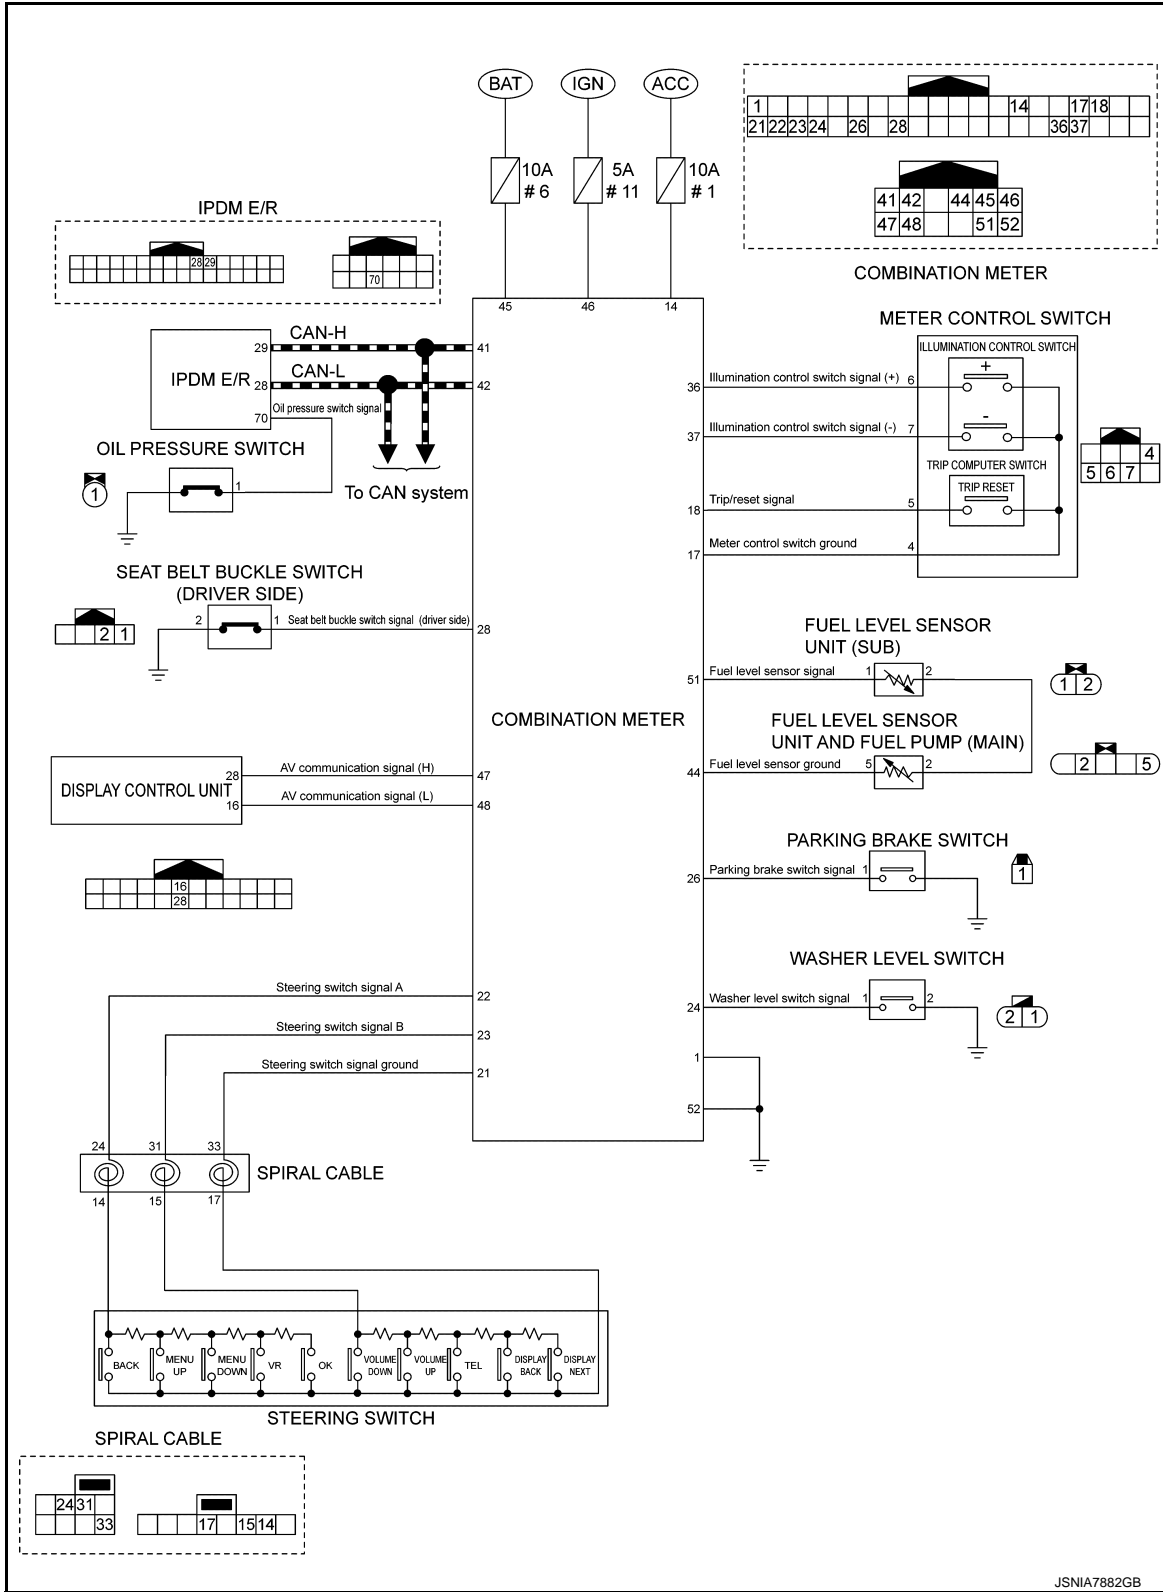 BAT IGN ACC
10A # 6
5A # 11
10A # 1
1 14 17 18
21 22 23 24 26 28 36 37
41 42 44 45 46
47 48 51 52
COMBINATION METER
IPDM E/R
28 29
70
45 46 14
IPDM E/R
29 CAN-H 41
28 CAN-L 42
70 Oil pressure switch signal
To CAN system
OIL PRESSURE SWITCH
1
1
SEAT BELT BUCKLE SWITCH
(DRIVER SIDE)
2 1
2 1 Seat belt buckle switch signal (driver side) 28
COMBINATION METER
DISPLAY CONTROL UNIT
28 AV communication signal (H) 47
16 AV communication signal (L) 48
16
28
Steering switch signal A 22
Steering switch signal B 23
Steering switch signal ground 21
24 31 33
SPIRAL CABLE
14 15 17
BACK
MENU UP
MENU DOWN
VR
OK
VOLUME DOWN
VOLUME UP
TEL
DISPLAY BACK
DISPLAY NEXT
STEERING SWITCH
SPIRAL CABLE
24 31
33
17 15 14
METER CONTROL SWITCH
ILLUMINATION CONTROL SWITCH
+
36 Illumination control switch signal (+) 6
-
37 Illumination control switch signal (-) 7
TRIP COMPUTER SWITCH
TRIP RESET
18 Trip/reset signal 5
17 Meter control switch ground 4
4
5 6 7
FUEL LEVEL SENSOR
UNIT (SUB)
51 Fuel level sensor signal 1 2
1 2
FUEL LEVEL SENSOR
UNIT AND FUEL PUMP (MAIN)
44 Fuel level sensor ground 5 2
2 5
PARKING BRAKE SWITCH
26 Parking brake switch signal 1
1
WASHER LEVEL SWITCH
24 Washer level switch signal 1 2
2 1
1
52
JSNIA7882GB